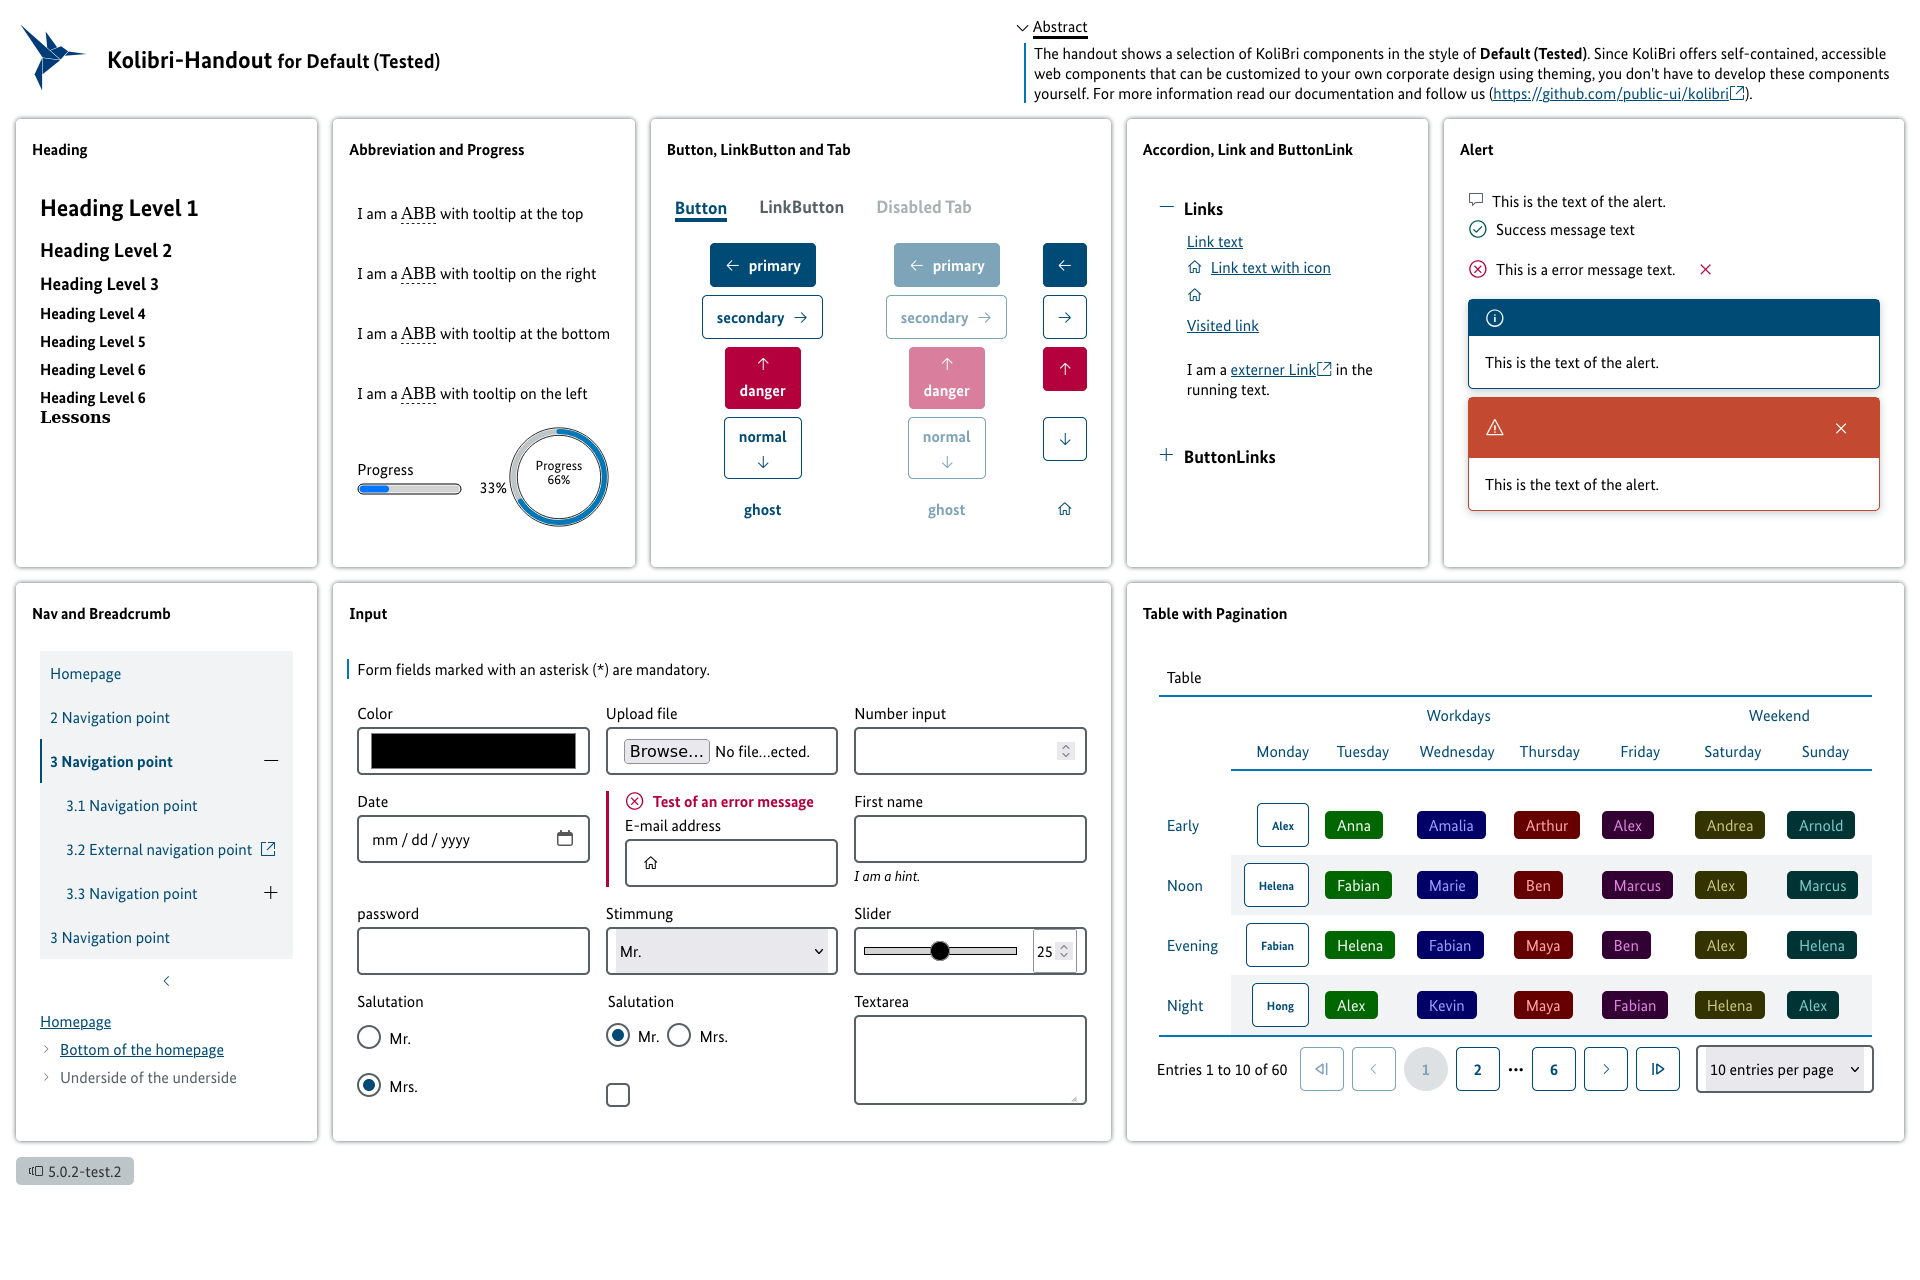 Kolibri-Handout for Default (Tested)
Abstract
The handout shows a selection of KoliBri components in the style of Default (Tested). Since KoliBri offers self-contained, accessible
web components that can be customized to your own corporate design using theming, you don't have to develop these components
yourself. For more information read our documentation and follow us (https://github.com/public-ui/kolibri).
Heading
Heading Level 1
Heading Level 2
Heading Level 3
Heading Level 4
Heading Level 5
Heading Level 6
Heading Level 6
Lessons
Abbreviation and Progress
I am a ABB with tooltip at the top
I am a ABB with tooltip on the right
I am a ABB with tooltip at the bottom
I am a ABB with tooltip on the left
Progress
33%
Progress
66%
Button, LinkButton and Tab
Button LinkButton Disabled Tab
primary primary
secondary secondary
danger danger
normal normal
ghost ghost
Accordion, Link and ButtonLink
Links
Link text
Link text with icon
Visited link
I am a externer Link in the
running text.
ButtonLinks
Alert
This is the text of the alert.
Success message text
This is a error message text.
This is the text of the alert.
This is the text of the alert.
Nav and Breadcrumb
Homepage
2 Navigation point
3 Navigation point
3.1 Navigation point
3.2 External navigation point
3.3 Navigation point
3 Navigation point
Homepage
Bottom of the homepage
Underside of the underside
Input
Form fields marked with an asterisk (*) are mandatory.
Color
Upload file
Browse... No file...ected.
Number input
Date
mm / dd / yyyy
Test of an error message
E-mail address
First name
I am a hint.
password
Stimmung
Mr.
Slider
25
Salutation
Mr.
Mrs.
Salutation
Mr. Mrs.
Textarea
Table with Pagination
Table
Workdays Weekend
Monday Tuesday Wednesday Thursday Friday Saturday Sunday
Early Alex Anna Amalia Arthur Alex Andrea Arnold
Noon Helena Fabian Marie Ben Marcus Alex Marcus
Evening Fabian Helena Fabian Maya Ben Alex Helena
Night Hong Alex Kevin Maya Fabian Helena Alex
Entries 1 to 10 of 60 1 2 ••• 6 10 entries per page
5.0.2-test.2